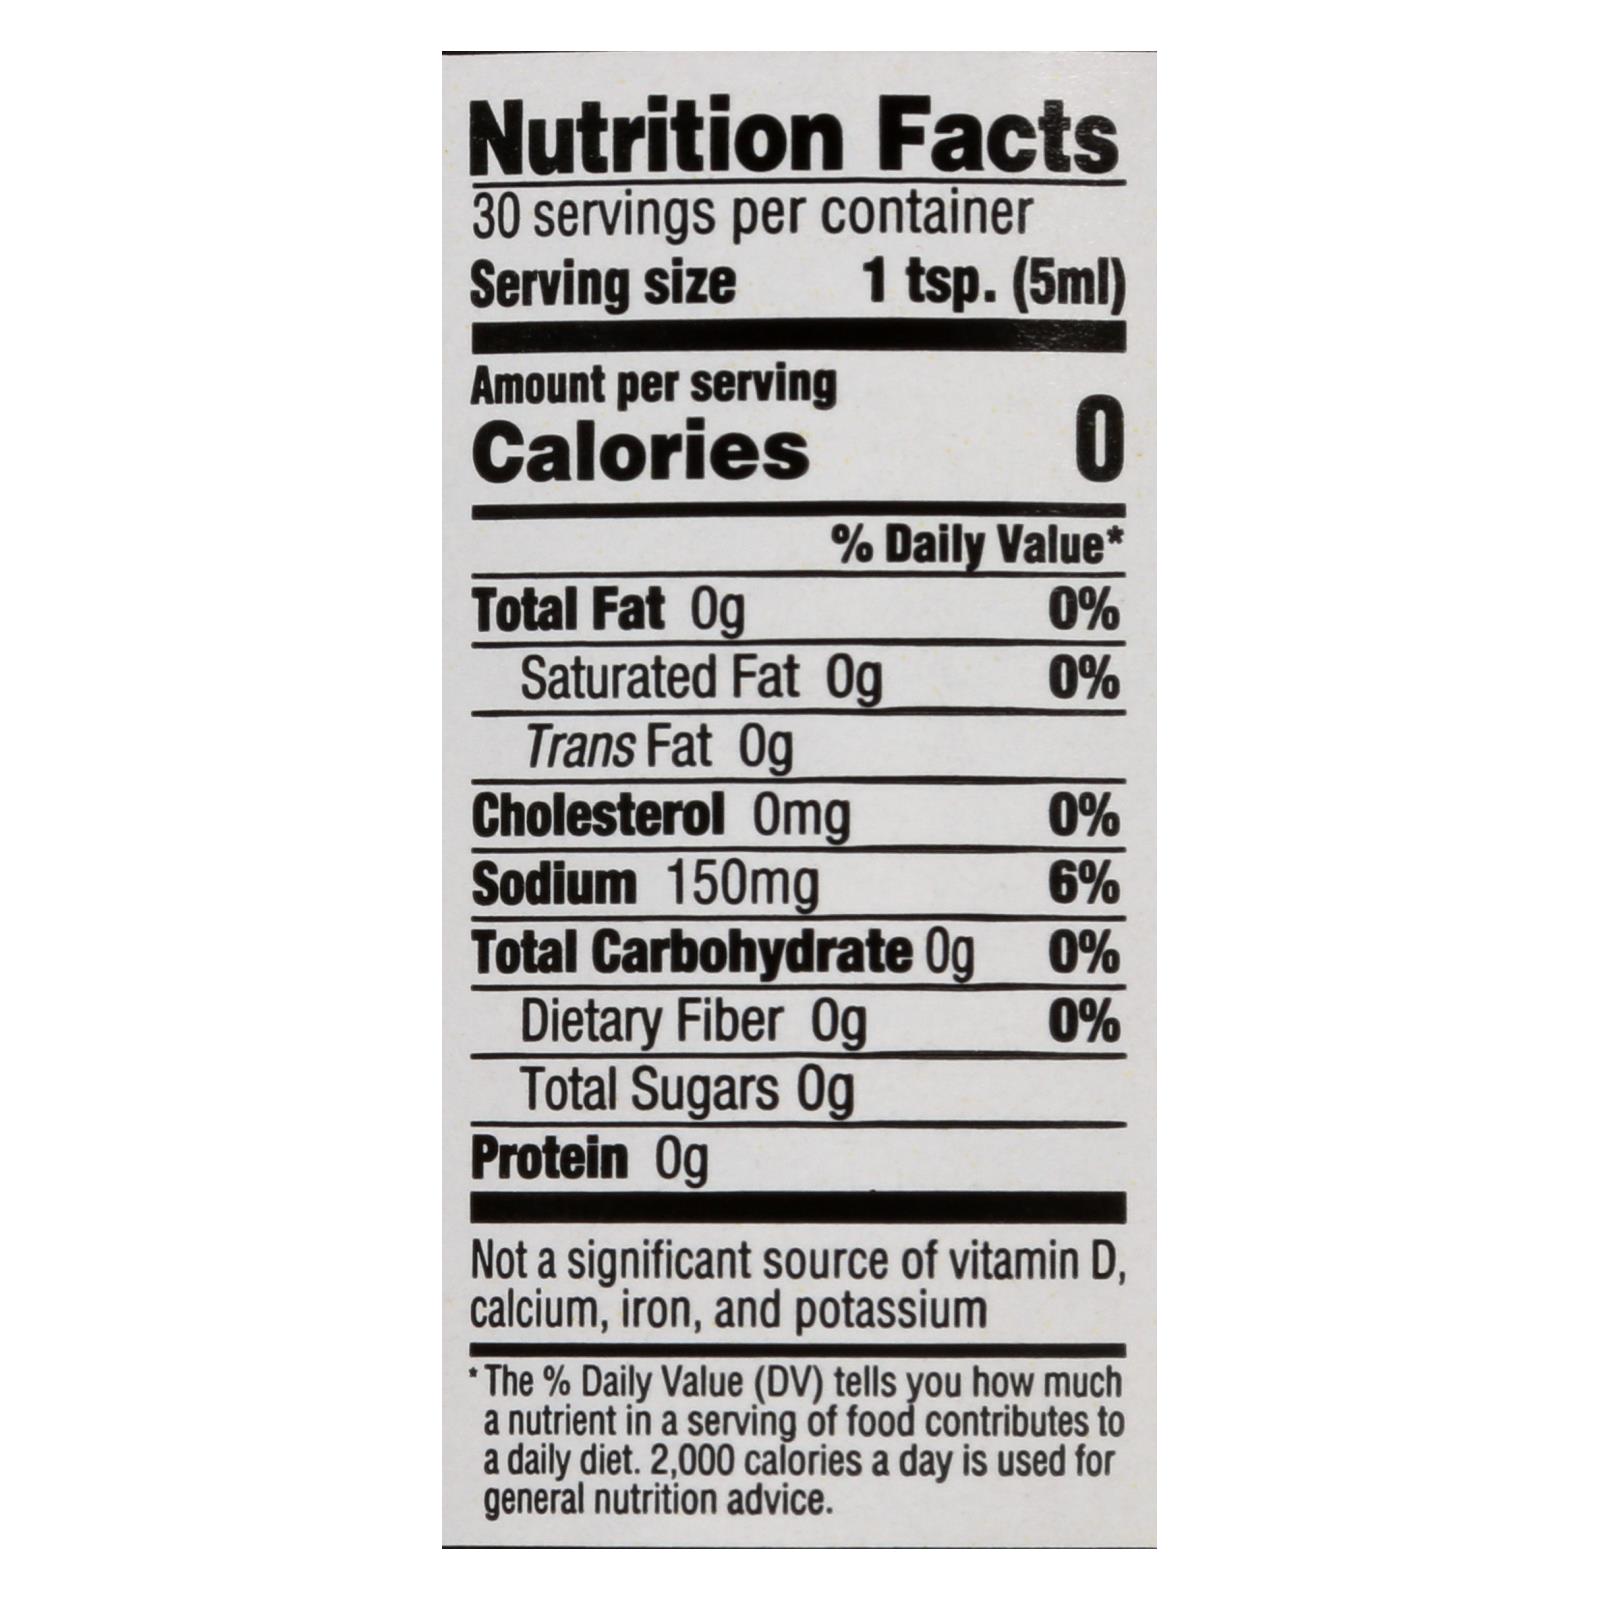 Nutrition Facts
30 servings per container
Serving size 1 tsp. (5ml)
Amount per serving
Calories 0
% Daily Value*
Total Fat 0g 0%
Saturated Fat 0g 0%
Trans Fat 0g
Cholesterol 0mg 0%
Sodium 150mg 6%
Total Carbohydrate 0g 0%
Dietary Fiber 0g 0%
Total Sugars 0g
Protein 0g
Not a significant source of vitamin D,
calcium, iron, and potassium
* The % Daily Value (DV) tells you how much
a nutrient in a serving of food contributes to
a daily diet. 2,000 calories a day is used for
general nutrition advice.